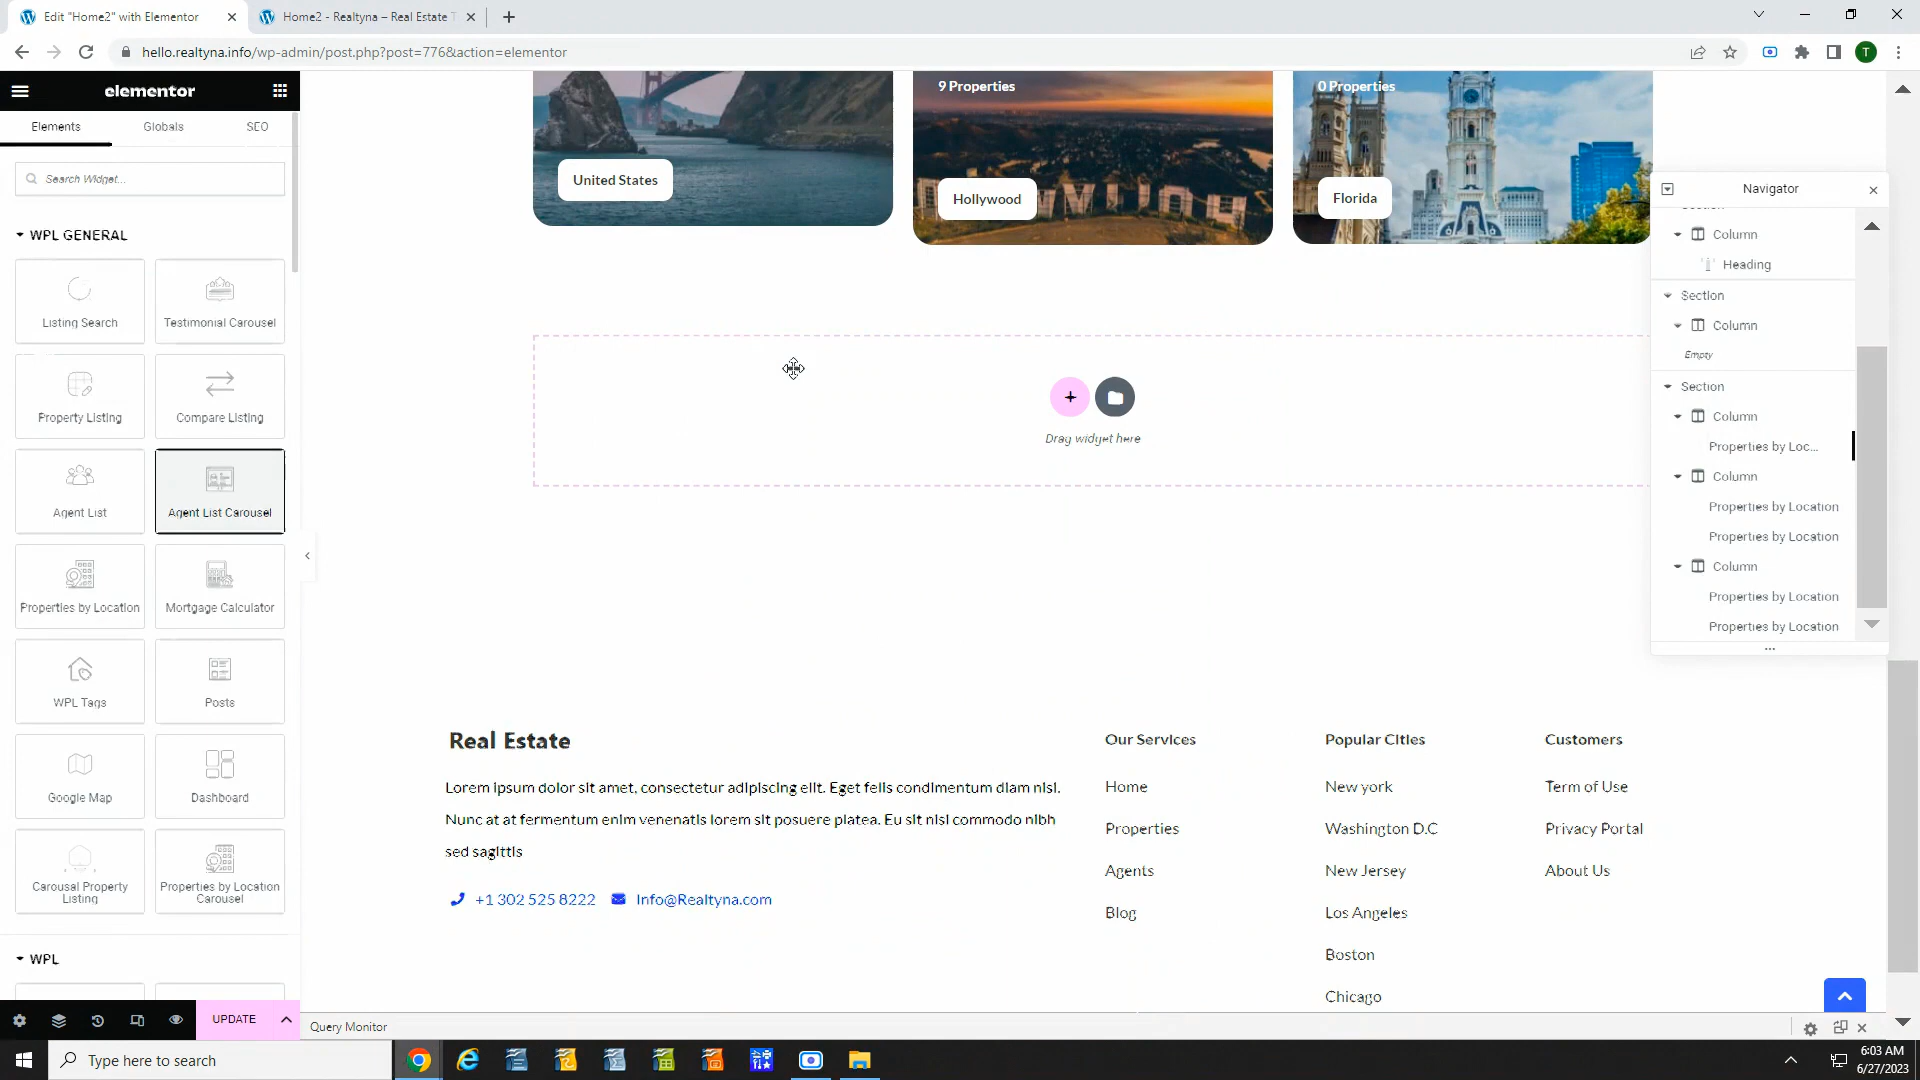 Edit "Home2" with Elementor
Home2 - Realtyna – Real Estate T
hello.realtyna.info/wp-admin/post.php?post=776&action=elementor
T
elementor
Elements
Globals
SEO
Search Widget...
WPL GENERAL
Listing Search
Testimonial Carousel
Property Listing
Compare Listing
Agent List
Agent List Carousel
Properties by Location
Mortgage Calculator
WPL Tags
Posts
Google Map
Dashboard
Carousal Property
Listing
Properties by Location
Carousel
WPL
UPDATE
9 Properties
0 Properties
United States
Hollywood
Florida
Drag widget here
Navigator
Column
Heading
Section
Column
Empty
Section
Column
Properties by Loc...
Column
Properties by Location
Properties by Location
Column
Properties by Location
Properties by Location
Real Estate
Lorem ipsum dolor sit amet, consectetur adipiscing elit. Eget felis condimentum diam nisl.
Nunc at at fermentum enim venenatis lorem sit posuere platea. Eu sit nisl commodo nibh
sed sagittis
+1 302 525 8222
Info@Realtyna.com
Our Services
Home
Properties
Agents
Blog
Popular Cities
New york
Washington D.C
New Jersey
Los Angeles
Boston
Chicago
Customers
Term of Use
Privacy Portal
About Us
Query Monitor
Type here to search
6:03 AM
6/27/2023